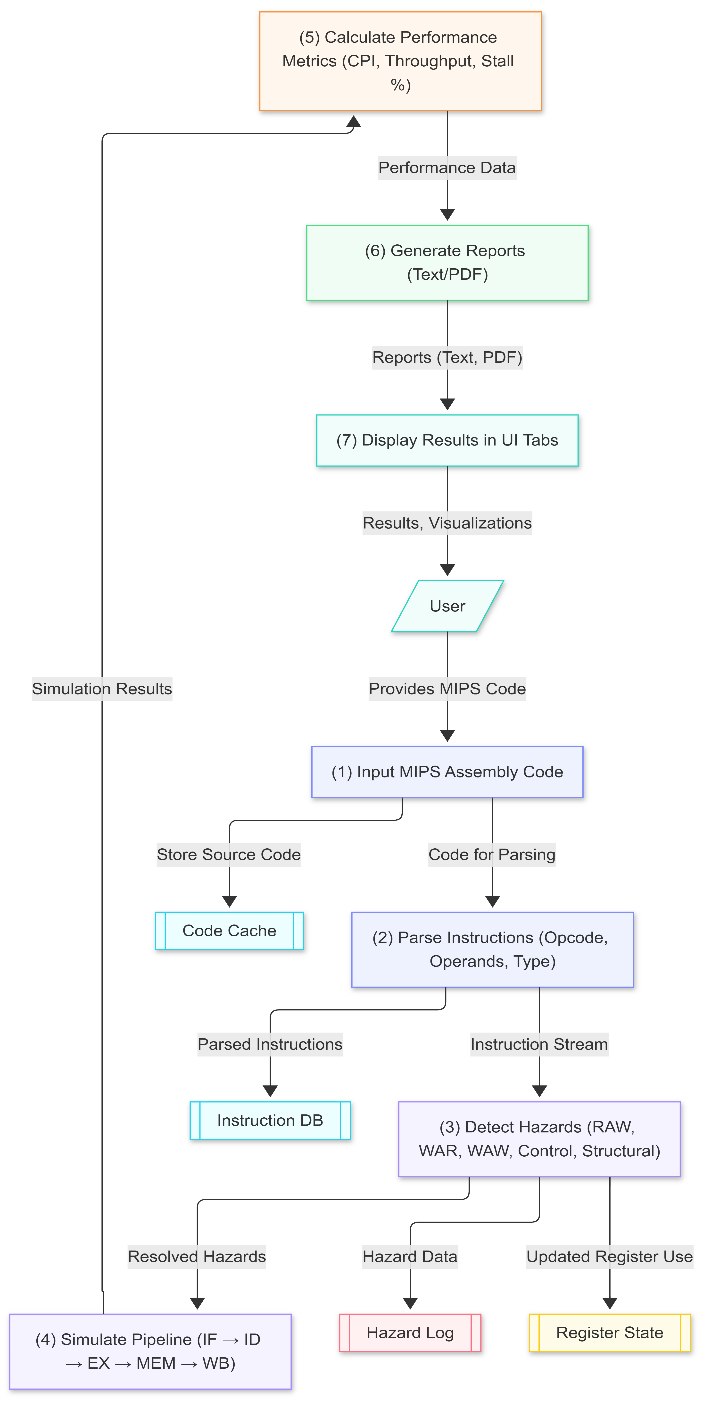 (5) Calculate Performance
Metrics (CPI, Throughput, Stall
%)
Performance Data
(6) Generate Reports
(Text/PDF)
Reports (Text, PDF)
(7) Display Results in UI Tabs
Results, Visualizations
User
Simulation Results
Provides MIPS Code
(1) Input MIPS Assembly Code
Store Source Code
Code for Parsing
Code Cache
(2) Parse Instructions (Opcode,
Operands, Type)
Parsed Instructions
Instruction Stream
Instruction DB
(3) Detect Hazards (RAW,
WAR, WAW, Control, Structural)
Resolved Hazards
Hazard Data
Updated Register Use
(4) Simulate Pipeline (IF → ID
→ EX → MEM → WB)
Hazard Log
Register State